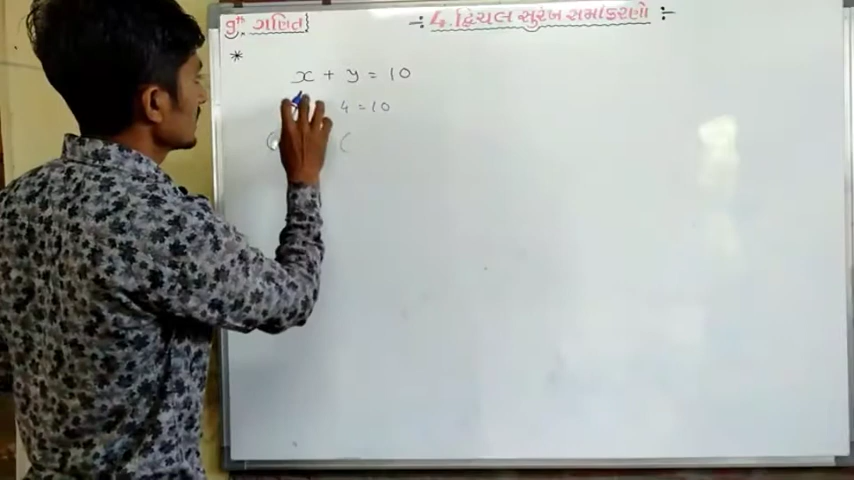 9th ગણિત
-: 4. દ્વિચલ સુરેખ સમીકરણો :-
*
x + y = 10
4 = 10
(